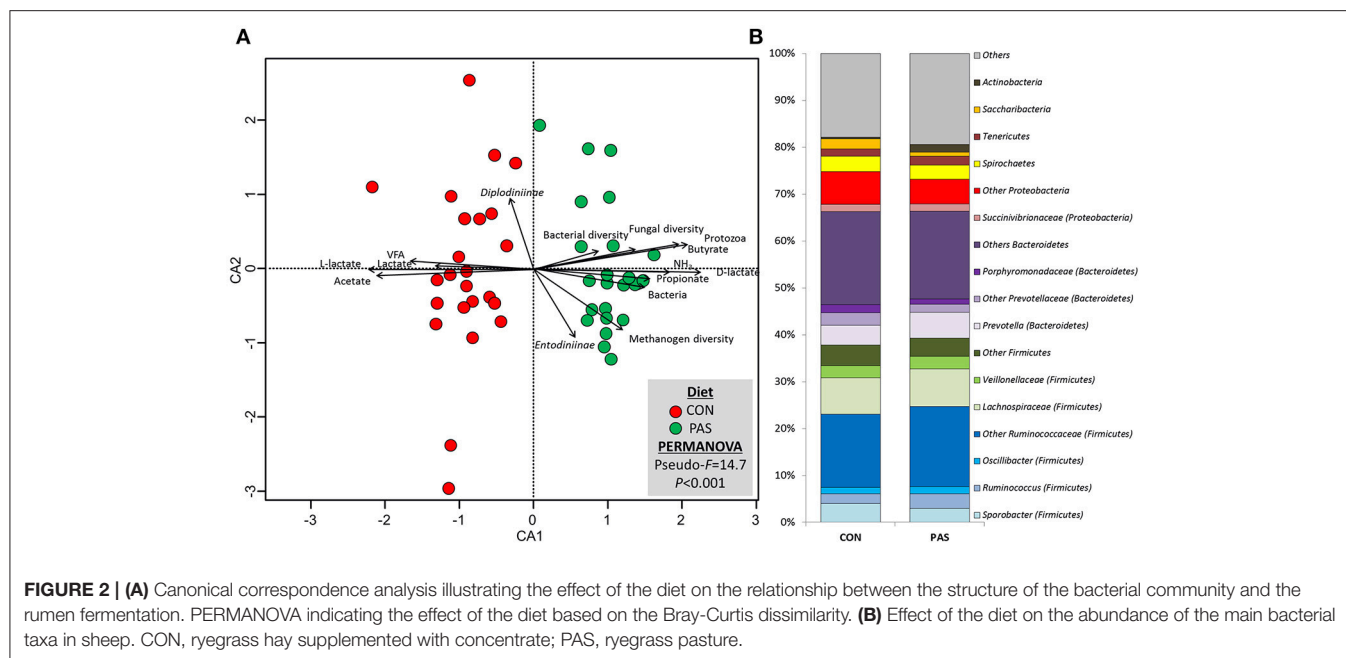 A
B
CA2
2
1
0
-1
-2
-3
-3
-2
-1
0
1
2
3
CA1
Diplodiniinae
Bacterial diversity
Fungal diversity
Protozoa
Butyrate
VFA
L-lactate
Lactate
Acetate
NH₃
D-lactate
Propionate
Bacteria
Methanogen diversity
Entodiniinae
Diet
CON
PAS
PERMANOVA
Pseudo-F=14.7
P<0.001
100%
90%
80%
70%
60%
50%
40%
30%
20%
10%
0%
CON
PAS
Others
Actinobacteria
Saccharibacteria
Tenericutes
Spirochaetes
Other Proteobacteria
Succinivibrionaceae (Proteobacteria)
Others Bacteroidetes
Porphyromonadaceae (Bacteroidetes)
Other Prevotellaceae (Bacteroidetes)
Prevotella (Bacteroidetes)
Other Firmicutes
Veillonellaceae (Firmicutes)
Lachnospiraceae (Firmicutes)
Other Ruminococcaceae (Firmicutes)
Oscillibacter (Firmicutes)
Ruminococcus (Firmicutes)
Sporobacter (Firmicutes)
FIGURE 2 | (A) Canonical correspondence analysis illustrating the effect of the diet on the relationship between the structure of the bacterial community and the
rumen fermentation. PERMANOVA indicating the effect of the diet based on the Bray-Curtis dissimilarity. (B) Effect of the diet on the abundance of the main bacterial
taxa in sheep. CON, ryegrass hay supplemented with concentrate; PAS, ryegrass pasture.